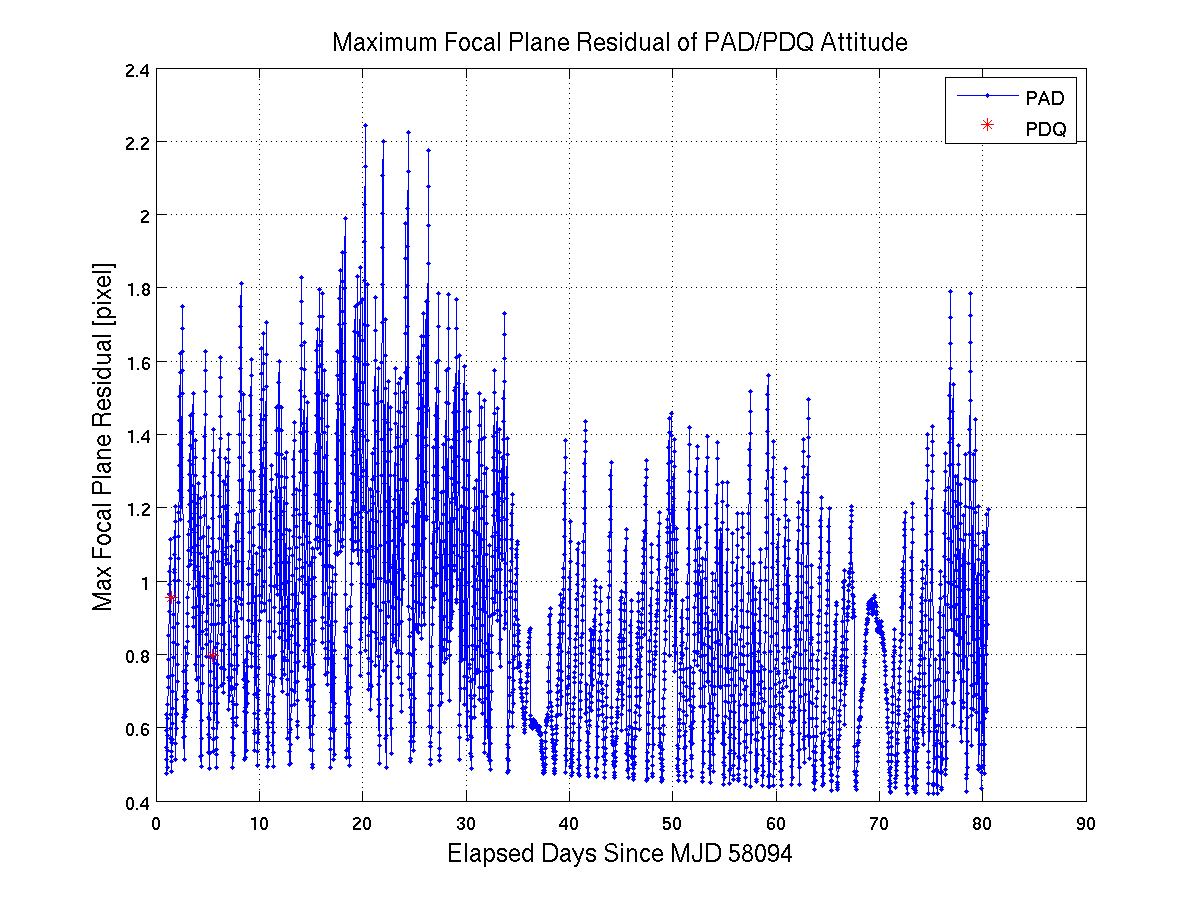 Maximum Focal Plane Residual of PAD/PDQ Attitude
PAD
PDQ
Max Focal Plane Residual [pixel]
2.4
2.2
2
1.8
1.6
1.4
1.2
1
0.8
0.6
0.4
0 10 20 30 40 50 60 70 80 90
Elapsed Days Since MJD 58094